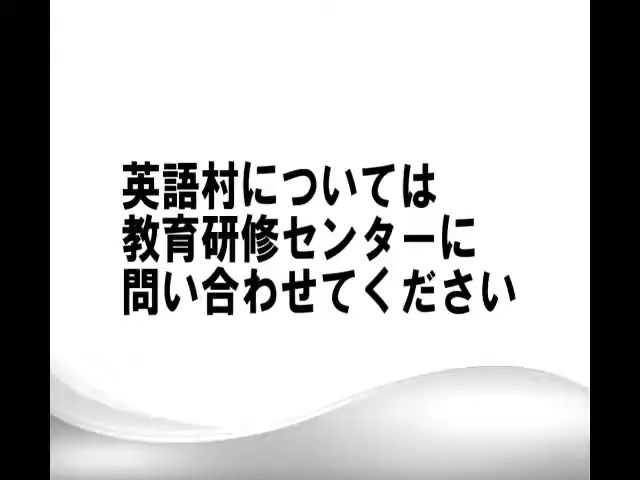 英語村については
教育研修センターに
問い合わせてください